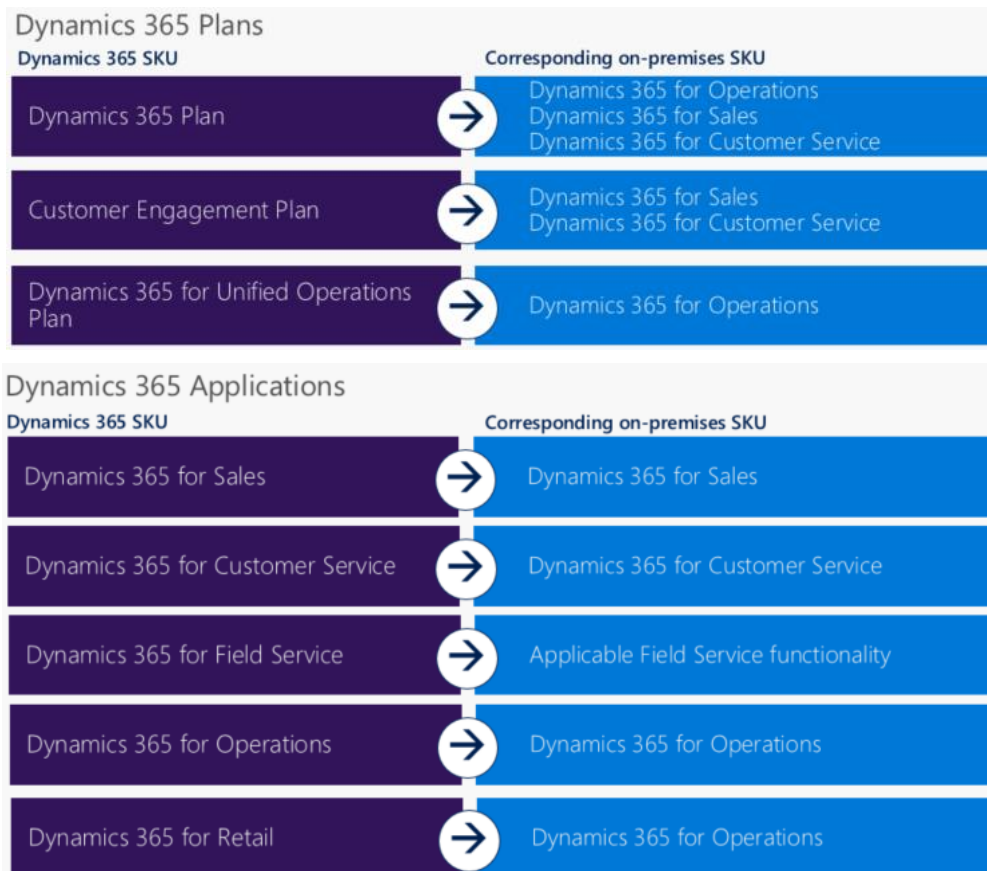 Dynamics 365 Plans
Dynamics 365 SKU
Corresponding on-premises SKU
Dynamics 365 Plan
Dynamics 365 for Operations
Dynamics 365 for Sales
Dynamics 365 for Customer Service
Customer Engagement Plan
Dynamics 365 for Sales
Dynamics 365 for Customer Service
Dynamics 365 for Unified Operations
Plan
Dynamics 365 for Operations
Dynamics 365 Applications
Dynamics 365 SKU
Corresponding on-premises SKU
Dynamics 365 for Sales
Dynamics 365 for Sales
Dynamics 365 for Customer Service
Dynamics 365 for Customer Service
Dynamics 365 for Field Service
Applicable Field Service functionality
Dynamics 365 for Operations
Dynamics 365 for Operations
Dynamics 365 for Retail
Dynamics 365 for Operations